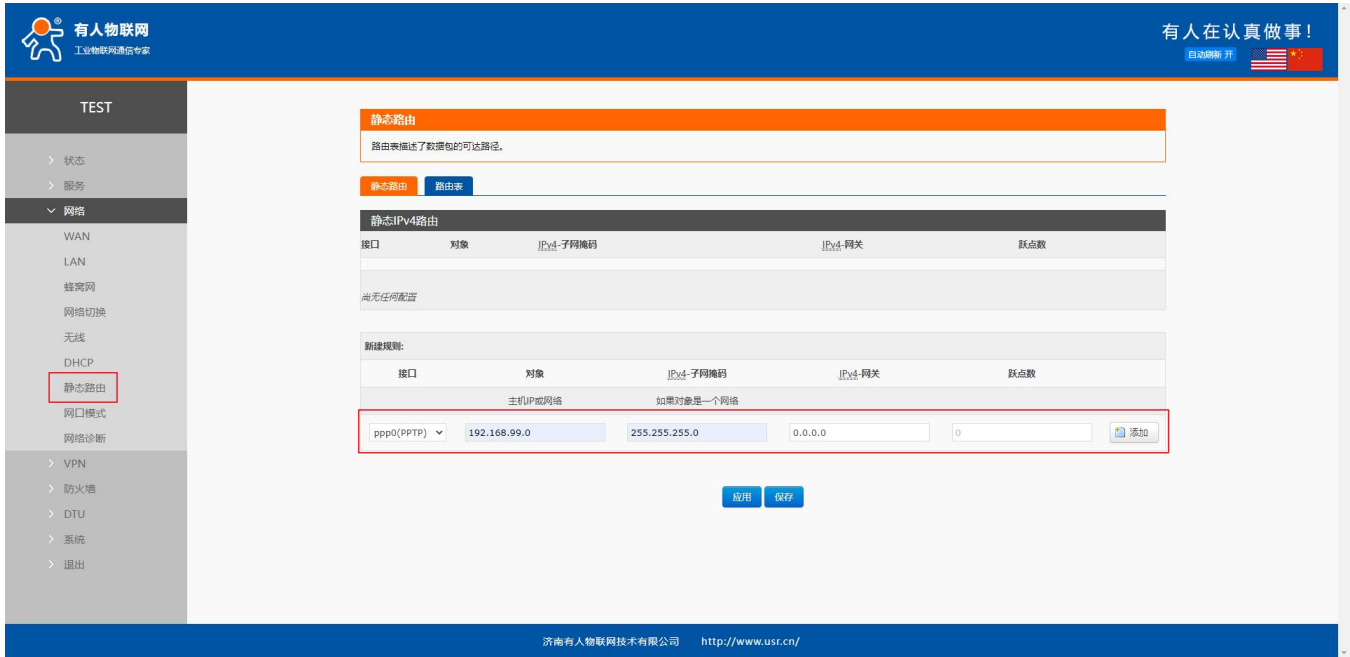 有人物联网
®
工业物联网通信专家
有人在认真做事!
自动刷新 开
TEST
状态
服务
网络
WAN
LAN
蜂窝网
网络切换
无线
DHCP
静态路由
网口模式
网络诊断
VPN
防火墙
DTU
系统
退出
静态路由
路由表描述了数据包的可达路径。
静态路由 路由表
静态IPv4路由
接口 对象 IPv4-子网掩码 IPv4-网关 跃点数
尚无任何配置
新建规则:
接口 对象 IPv4-子网掩码 IPv4-网关 跃点数
主机IP或网络 如果对象是一个网络
ppp0(PPTP) 192.168.99.0 255.255.255.0 0.0.0.0 0 添加
应用 保存
济南有人物联网技术有限公司 http://www.usr.cn/